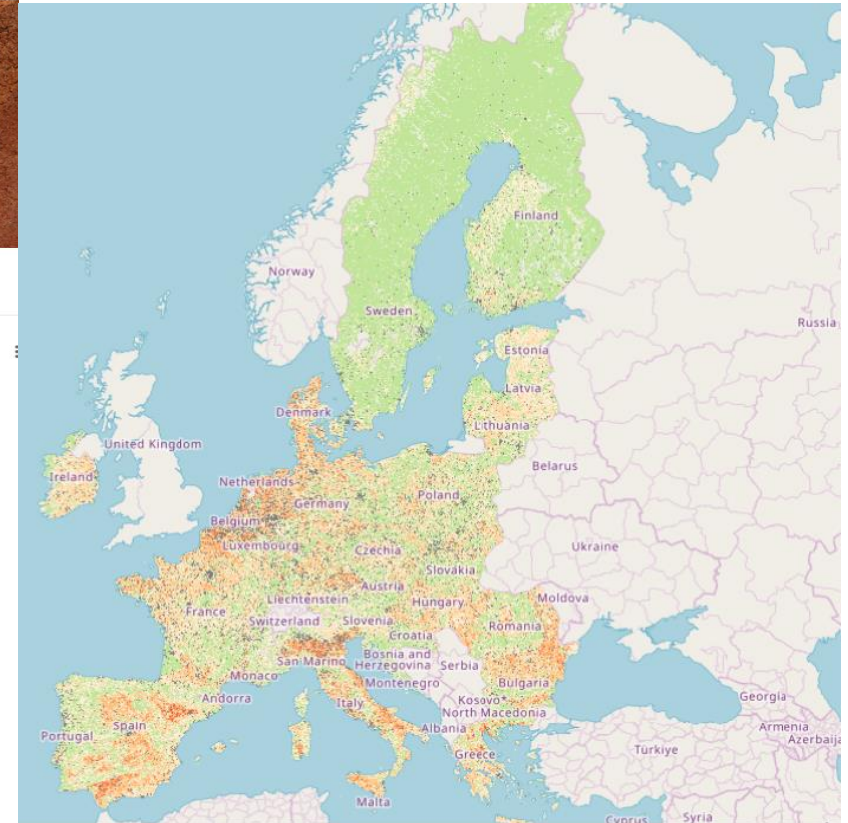 Finland
Norway
Sweden
Russia
Estonia
Latvia
Denmark
Lithuania
United Kingdom
Ireland
Netherlands
Belarus
Germany
Poland
Belgium
Luxembourg
Czechia
Ukraine
Slovakia
Austria
Liechtenstein
Hungary
Moldova
France
Switzerland
Slovenia
Romania
Croatia
San Marino
Bosnia and
Herzegovina
Serbia
Monaco
Montenegro
Bulgaria
Andorra
Kosovo*
Georgia
Italy
North Macedonia
Spain
Albania
Armenia
Portugal
Azerbaija
Greece
Türkiye
Malta
Cyprus
Syria